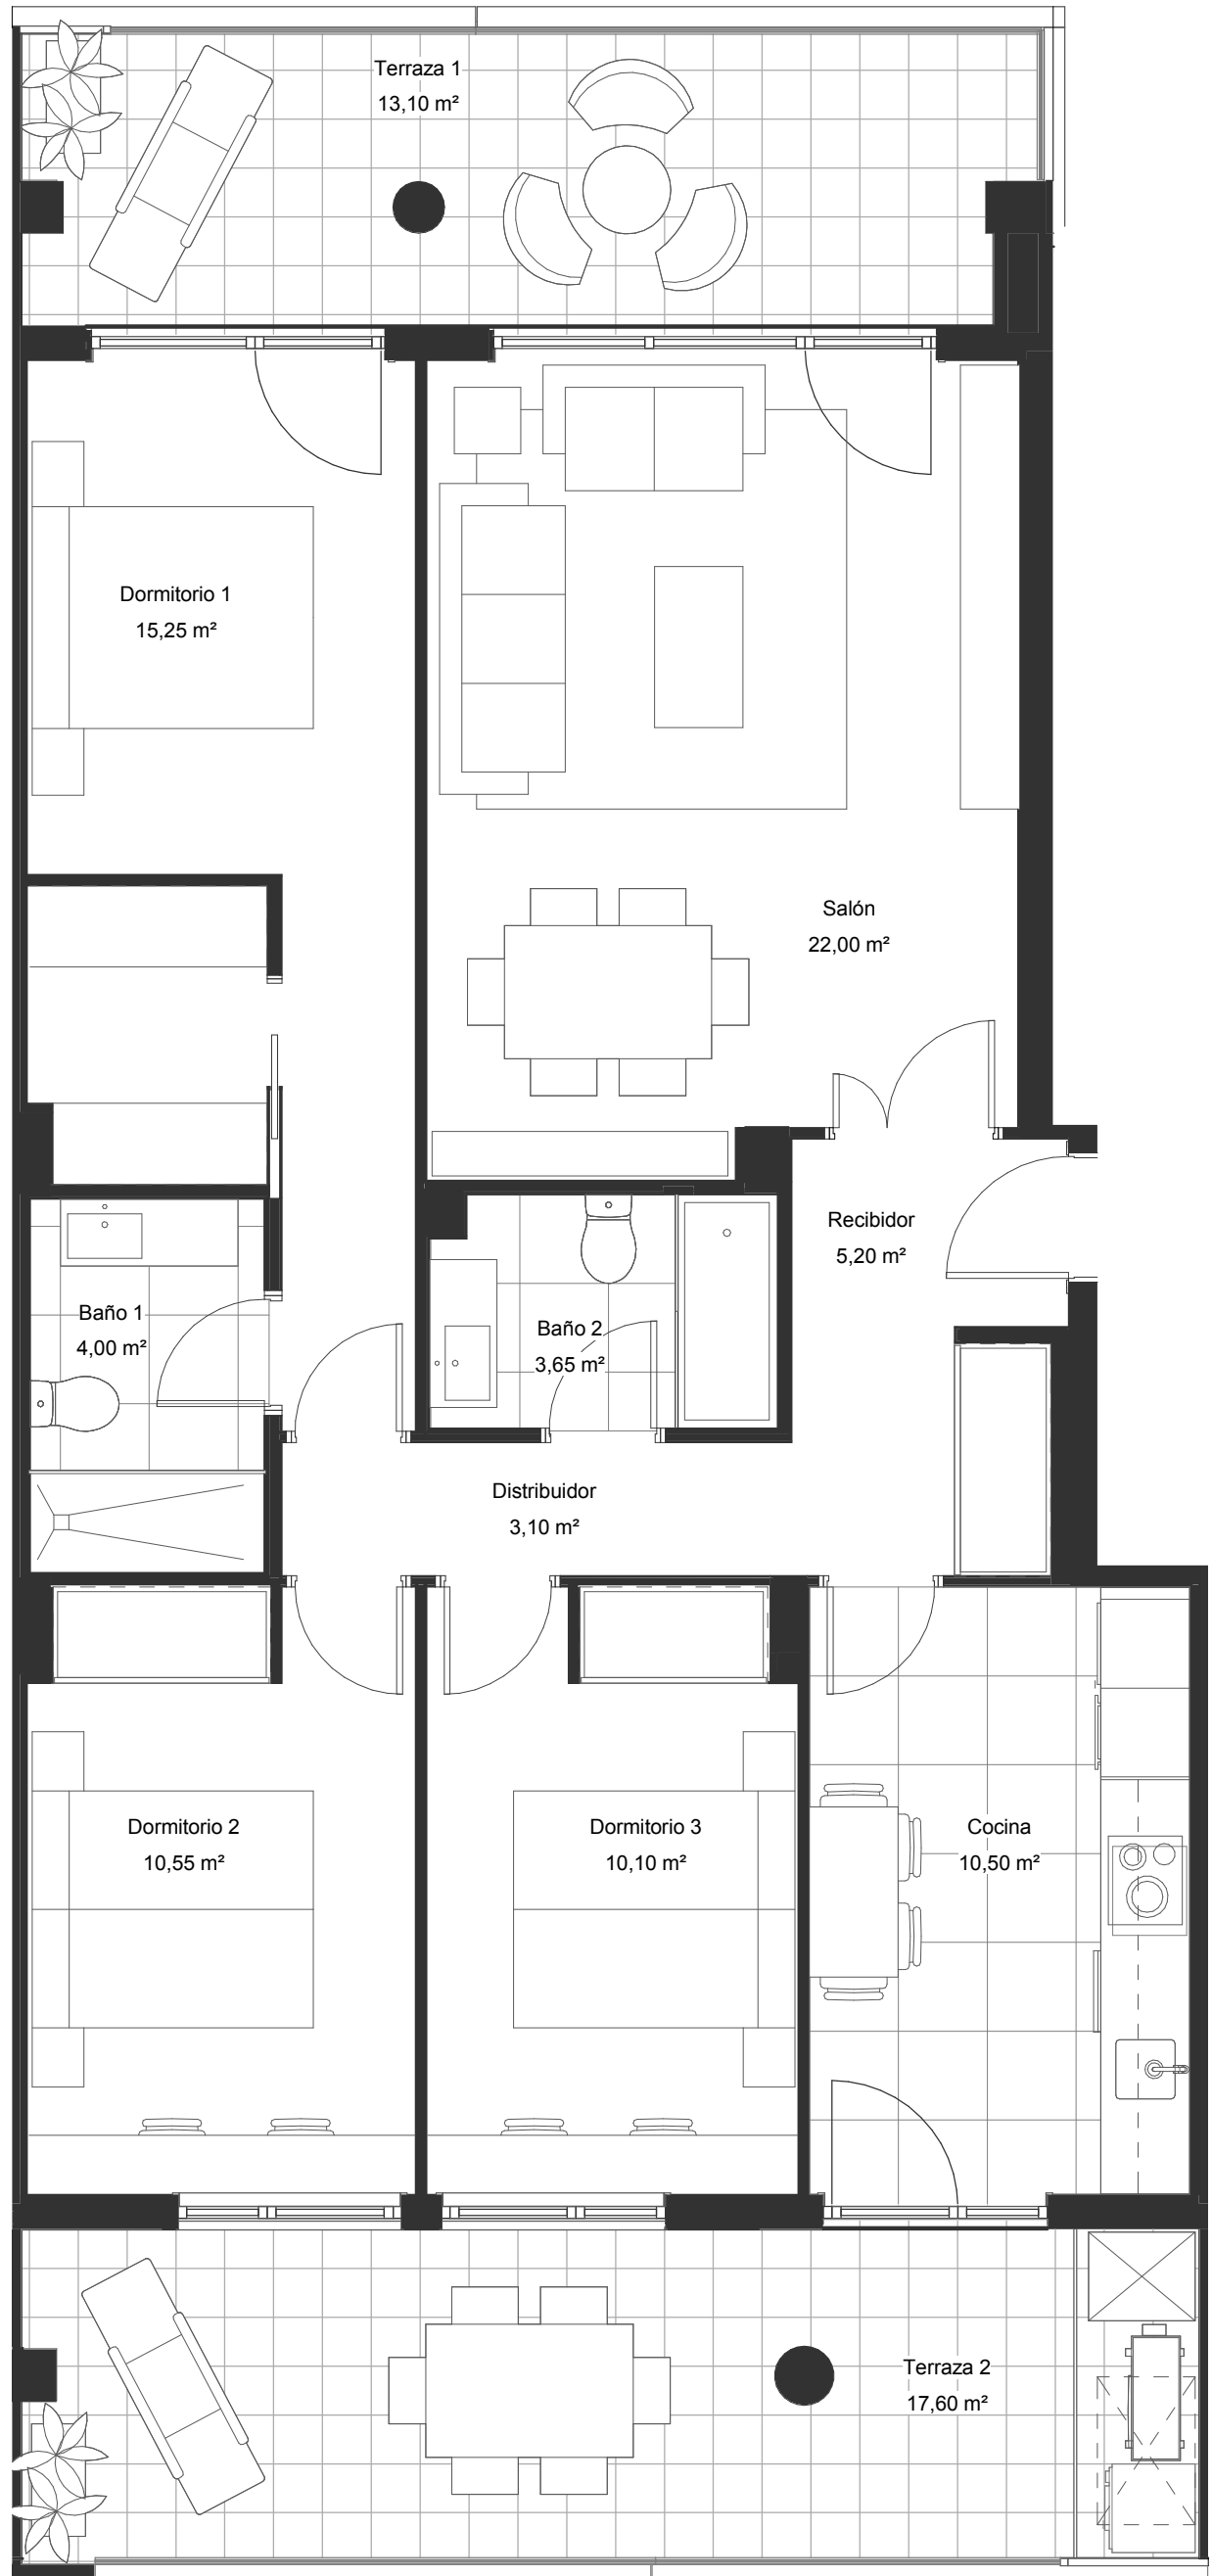 Terraza 1
13,10 m²
Dormitorio 1
15,25 m²
Salón
22,00 m²
Recibidor
5,20 m²
Baño 1
4,00 m²
Baño 2
3,65 m²
Distribuidor
3,10 m²
Dormitorio 2
10,55 m²
Dormitorio 3
10,10 m²
Cocina
10,50 m²
Terraza 2
17,60 m²